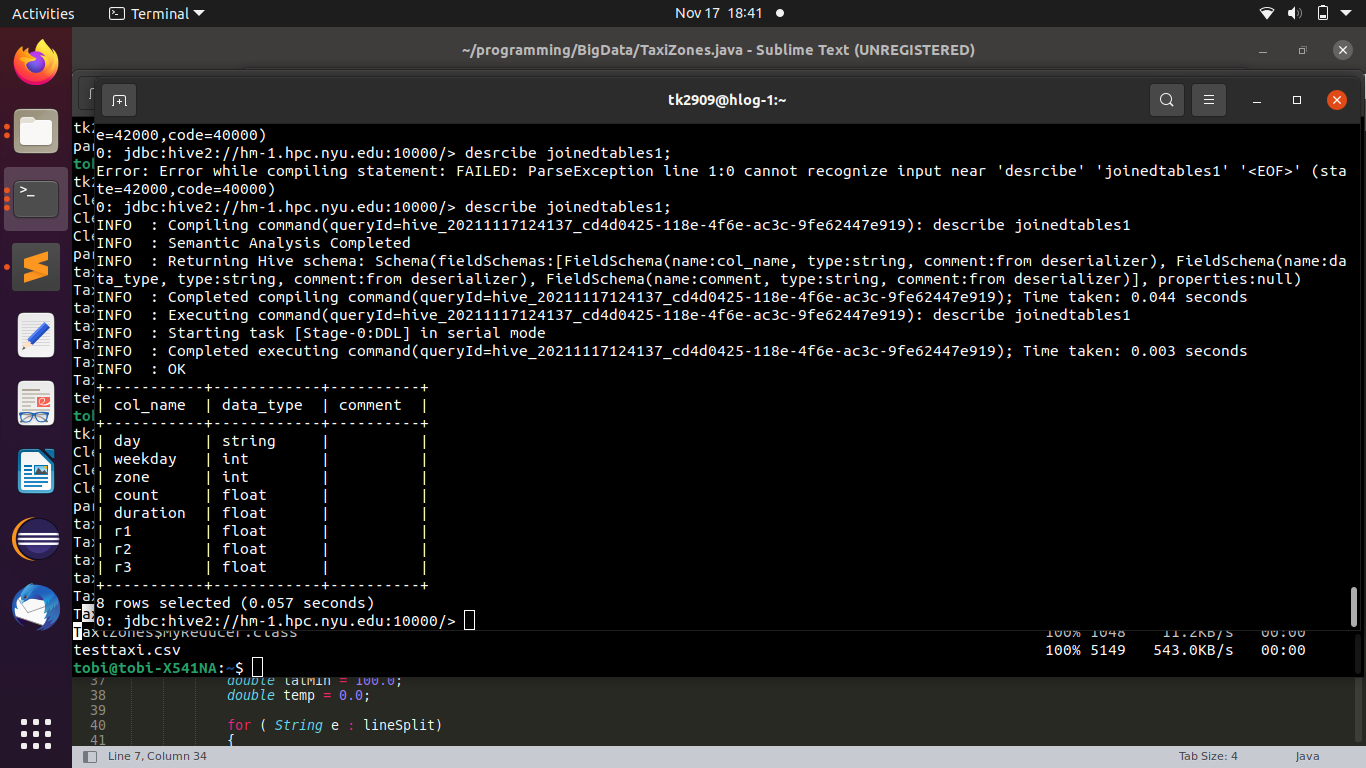 Activities
Terminal
Nov 17 18:41
~/programming/BigData/TaxiZones.java - Sublime Text (UNREGISTERED)
tk2909@hlog-1:~
e=42000,code=40000)
0: jdbc:hive2://hm-1.hpc.nyu.edu:10000/> desrcibe joinedtables1;
Error: Error while compiling statement: FAILED: ParseException line 1:0 cannot recognize input near 'desrcibe' 'joinedtables1' '<EOF>' (sta
te=42000,code=40000)
0: jdbc:hive2://hm-1.hpc.nyu.edu:10000/> describe joinedtables1;
INFO  : Compiling command(queryId=hive_20211117124137_cd4d0425-118e-4f6e-ac3c-9fe62447e919): describe joinedtables1
INFO  : Semantic Analysis Completed
INFO  : Returning Hive schema: Schema(fieldSchemas:[FieldSchema(name:col_name, type:string, comment:from deserializer), FieldSchema(name:da
ta_type, type:string, comment:from deserializer), FieldSchema(name:comment, type:string, comment:from deserializer)], properties:null)
INFO  : Completed compiling command(queryId=hive_20211117124137_cd4d0425-118e-4f6e-ac3c-9fe62447e919); Time taken: 0.044 seconds
INFO  : Executing command(queryId=hive_20211117124137_cd4d0425-118e-4f6e-ac3c-9fe62447e919): describe joinedtables1
INFO  : Starting task [Stage-0:DDL] in serial mode
INFO  : Completed executing command(queryId=hive_20211117124137_cd4d0425-118e-4f6e-ac3c-9fe62447e919); Time taken: 0.003 seconds
INFO  : OK
+-----------+------------+----------+
| col_name  | data_type  | comment  |
+-----------+------------+----------+
| day       | string     |          |
| weekday   | int        |          |
| zone      | int        |          |
| count     | float      |          |
| duration  | float      |          |
| r1        | float      |          |
| r2        | float      |          |
| r3        | float      |          |
+-----------+------------+----------+
8 rows selected (0.057 seconds)
0: jdbc:hive2://hm-1.hpc.nyu.edu:10000/>
TaxiZones$MyReducer.class 100% 1048 11.2KB/s 00:00
testtaxi.csv 100% 5149 543.0KB/s 00:00
tobi@tobi-X541NA:~$
37 double latMin = 100.0;
38 double temp = 0.0;
39
40 for ( String e : lineSplit)
41 {
Line 7, Column 34
Tab Size: 4
Java